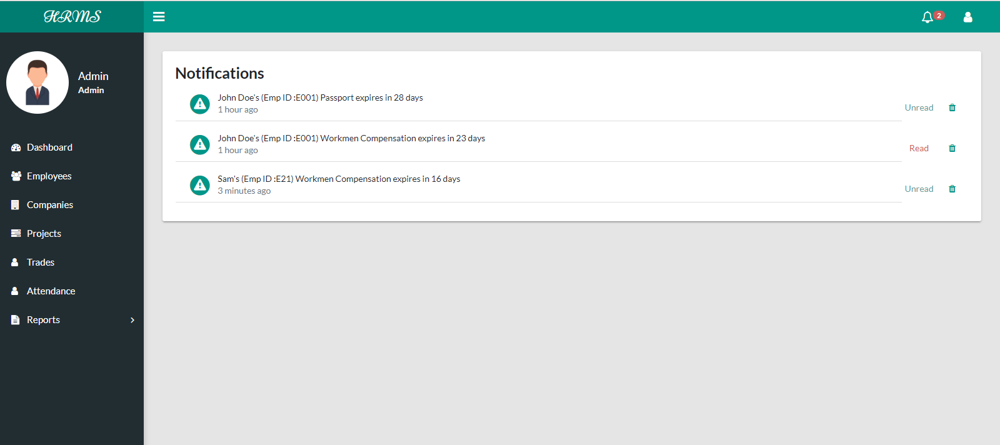 HRMS
2
Admin
Admin
Dashboard
Employees
Companies
Projects
Trades
Attendance
Reports
Notifications
John Doe's (Emp ID :E001) Passport expires in 28 days
1 hour ago
Unread
John Doe's (Emp ID :E001) Workmen Compensation expires in 23 days
1 hour ago
Read
Sam's (Emp ID :E21) Workmen Compensation expires in 16 days
3 minutes ago
Unread